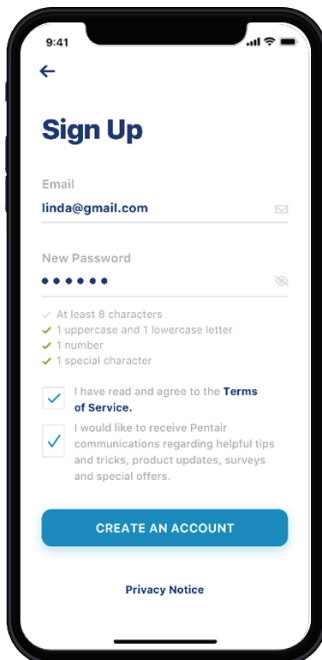 9:41
Sign Up
Email
linda@gmail.com
New Password
At least 8 characters
1 uppercase and 1 lowercase letter
1 number
1 special character
I have read and agree to the Terms
of Service.
I would like to receive Pentair
communications regarding helpful tips
and tricks, product updates, surveys
and special offers.
CREATE AN ACCOUNT
Privacy Notice